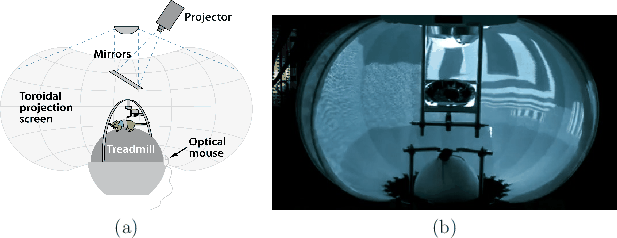 Projector
Mirrors
Toroidal
projection
screen
Optical
mouse
Treadmill
(a)
(b)